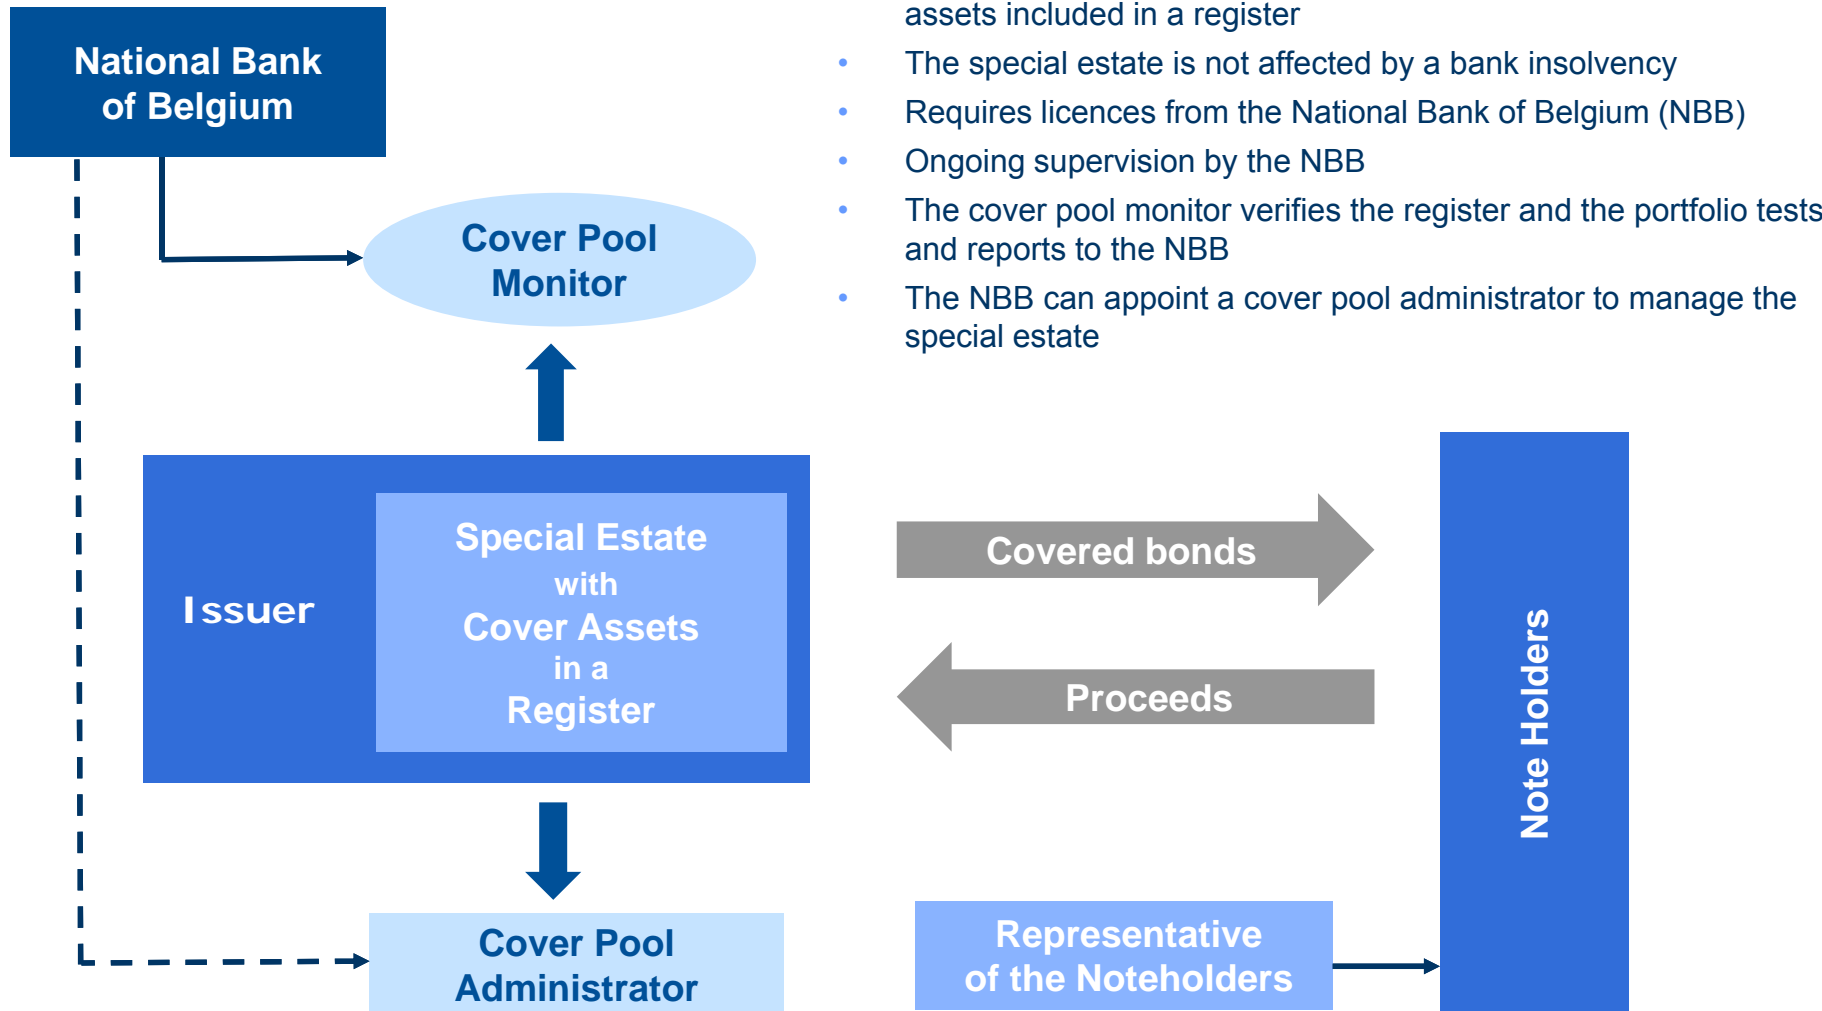 assets included in a register
• The special estate is not affected by a bank insolvency
• Requires licences from the National Bank of Belgium (NBB)
• Ongoing supervision by the NBB
• The cover pool monitor verifies the register and the portfolio tests
and reports to the NBB
• The NBB can appoint a cover pool administrator to manage the
special estate
National Bank
of Belgium
Cover Pool
Monitor
Issuer
Special Estate
with
Cover Assets
in a
Register
Covered bonds
Proceeds
Note Holders
Cover Pool
Administrator
Representative
of the Noteholders